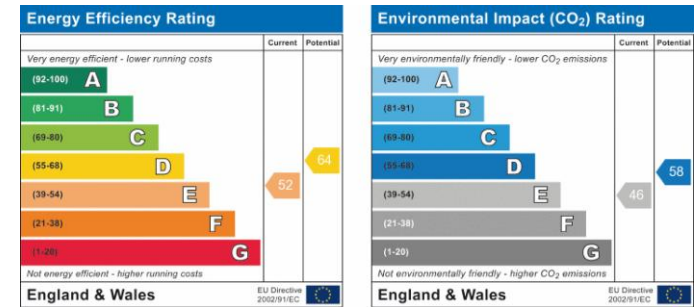 Energy Efficiency Rating
Current Potential
Very energy efficient - lower running costs
(92-100) A
(81-91) B
(69-80) C
(55-68) D
64
(39-54) E
52
(21-38) F
(1-20) G
Not energy efficient - higher running costs
England & Wales
EU Directive
2002/91/EC
Environmental Impact (CO₂) Rating
Current Potential
Very environmentally friendly - lower CO₂ emissions
(92-100) A
(81-91) B
(69-80) C
(55-68) D
58
(39-54) E
46
(21-38) F
(1-20) G
Not environmentally friendly - higher CO₂ emissions
England & Wales
EU Directive
2002/91/EC